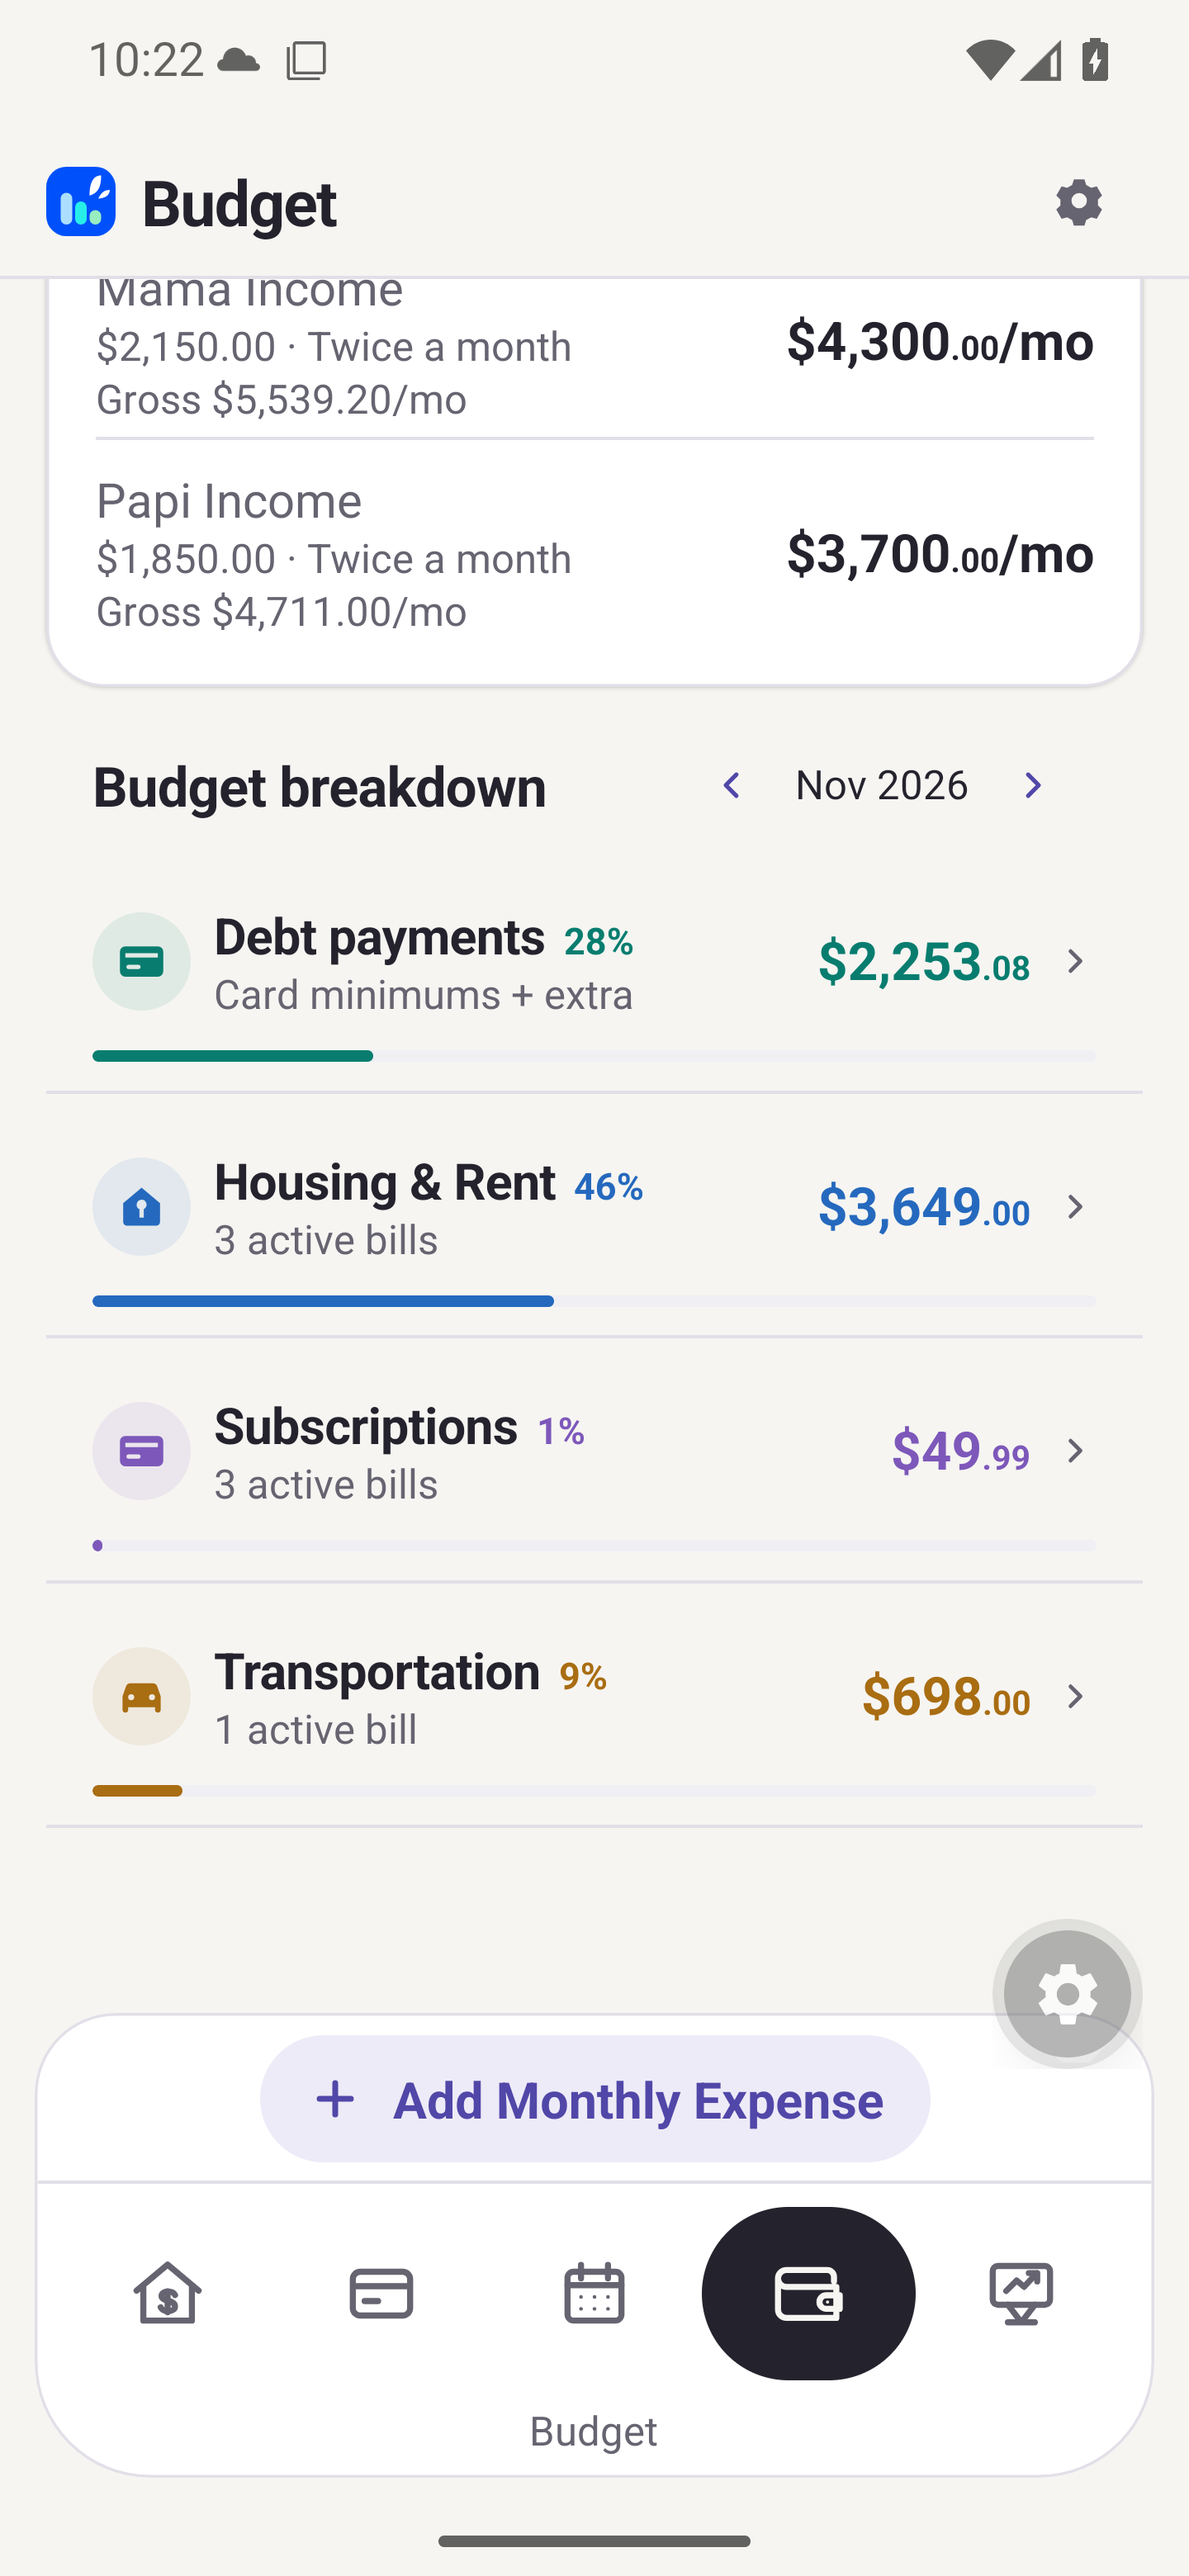 10:22
Budget
Mama Income
$2,150.00 · Twice a month
Gross $5,539.20/mo
$4,300.00/mo
Papi Income
$1,850.00 · Twice a month
Gross $4,711.00/mo
$3,700.00/mo
Budget breakdown
Nov 2026
Debt payments 28%
Card minimums + extra
$2,253.08
Housing & Rent 46%
3 active bills
$3,649.00
Subscriptions 1%
3 active bills
$49.99
Transportation 9%
1 active bill
$698.00
+ Add Monthly Expense
Budget